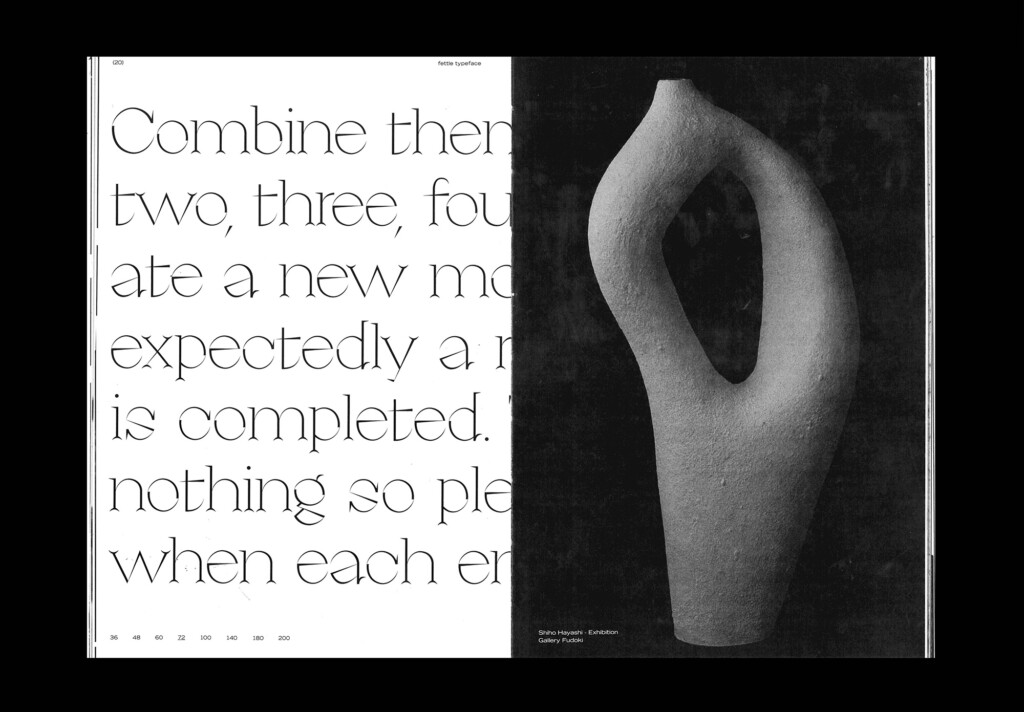 (20)
fettle typeface
Combine then
two, three, fou
ate a new mo
expectedly a r
is completed.
nothing so ple
when each en
36 48 60 72 100 140 180 200
Shiho Hayashi - Exhibition
Gallery Fudoki